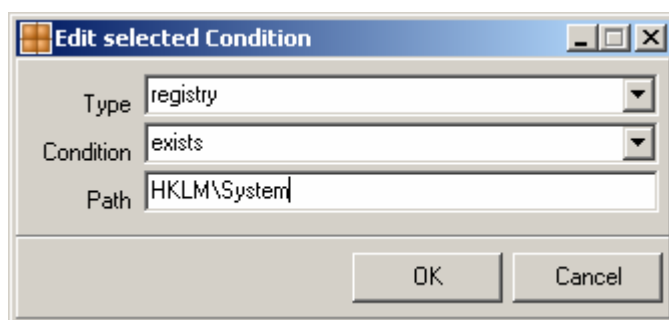 Edit selected Condition
Type registry
Condition exists
Path HKLM\System
OK Cancel